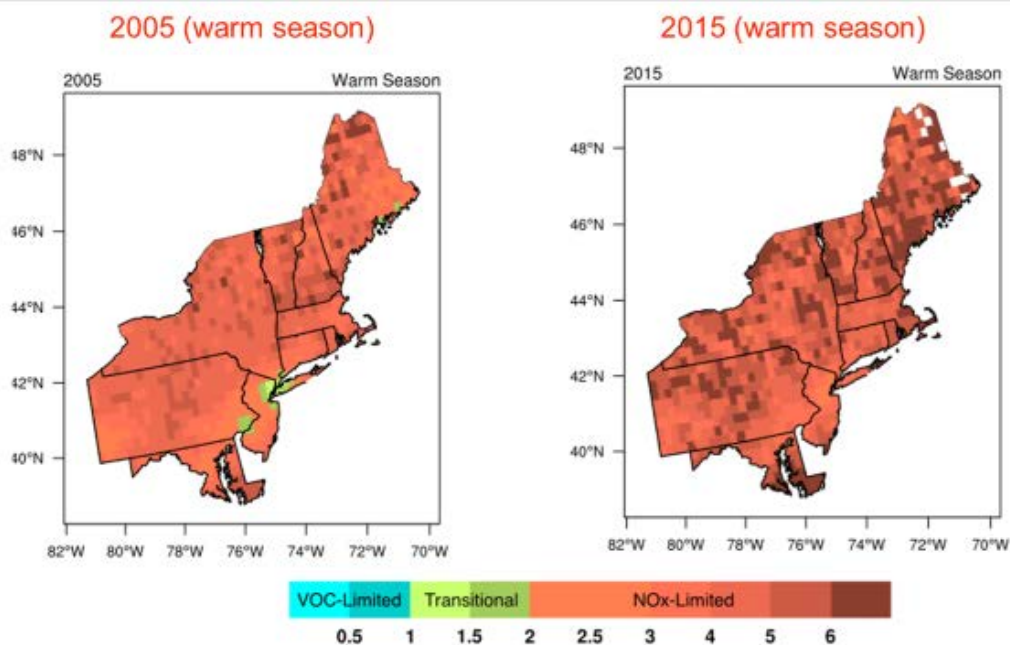 2005 (warm season) 2015 (warm season)
2005 Warm Season 2015 Warm Season
48°N 48°N
46°N 46°N
44°N 44°N
42°N 42°N
40°N 40°N
82°W 80°W 78°W 76°W 74°W 72°W 70°W 82°W 80°W 78°W 76°W 74°W 72°W 70°W
VOC-Limited Transitional NOx-Limited
0.5 1 1.5 2 2.5 3 4 5 6